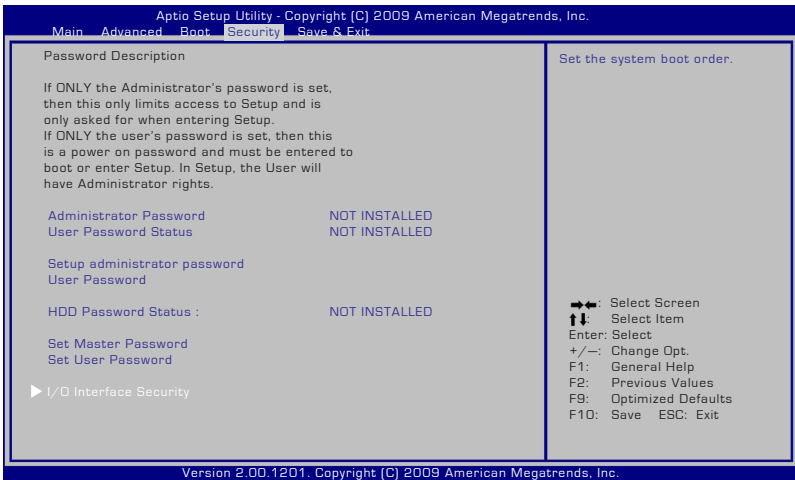 Aptio Setup Utility - Copyright (C) 2009 American Megatrends, Inc.
Main Advanced Boot Security Save & Exit
Password Description
If ONLY the Administrator's password is set,
then this only limits access to Setup and is
only asked for when entering Setup.
If ONLY the user's password is set, then this
is a power on password and must be entered to
boot or enter Setup. In Setup, the User will
have Administrator rights.
Administrator Password NOT INSTALLED
User Password Status NOT INSTALLED
Setup administrator password
User Password
HDD Password Status : NOT INSTALLED
Set Master Password
Set User Password
▶ I/O Interface Security
Set the system boot order.
→←: Select Screen
↑↓: Select Item
Enter: Select
+/—: Change Opt.
F1: General Help
F2: Previous Values
F9: Optimized Defaults
F10: Save ESC: Exit
Version 2.00.1201. Copyright (C) 2009 American Megatrends, Inc.